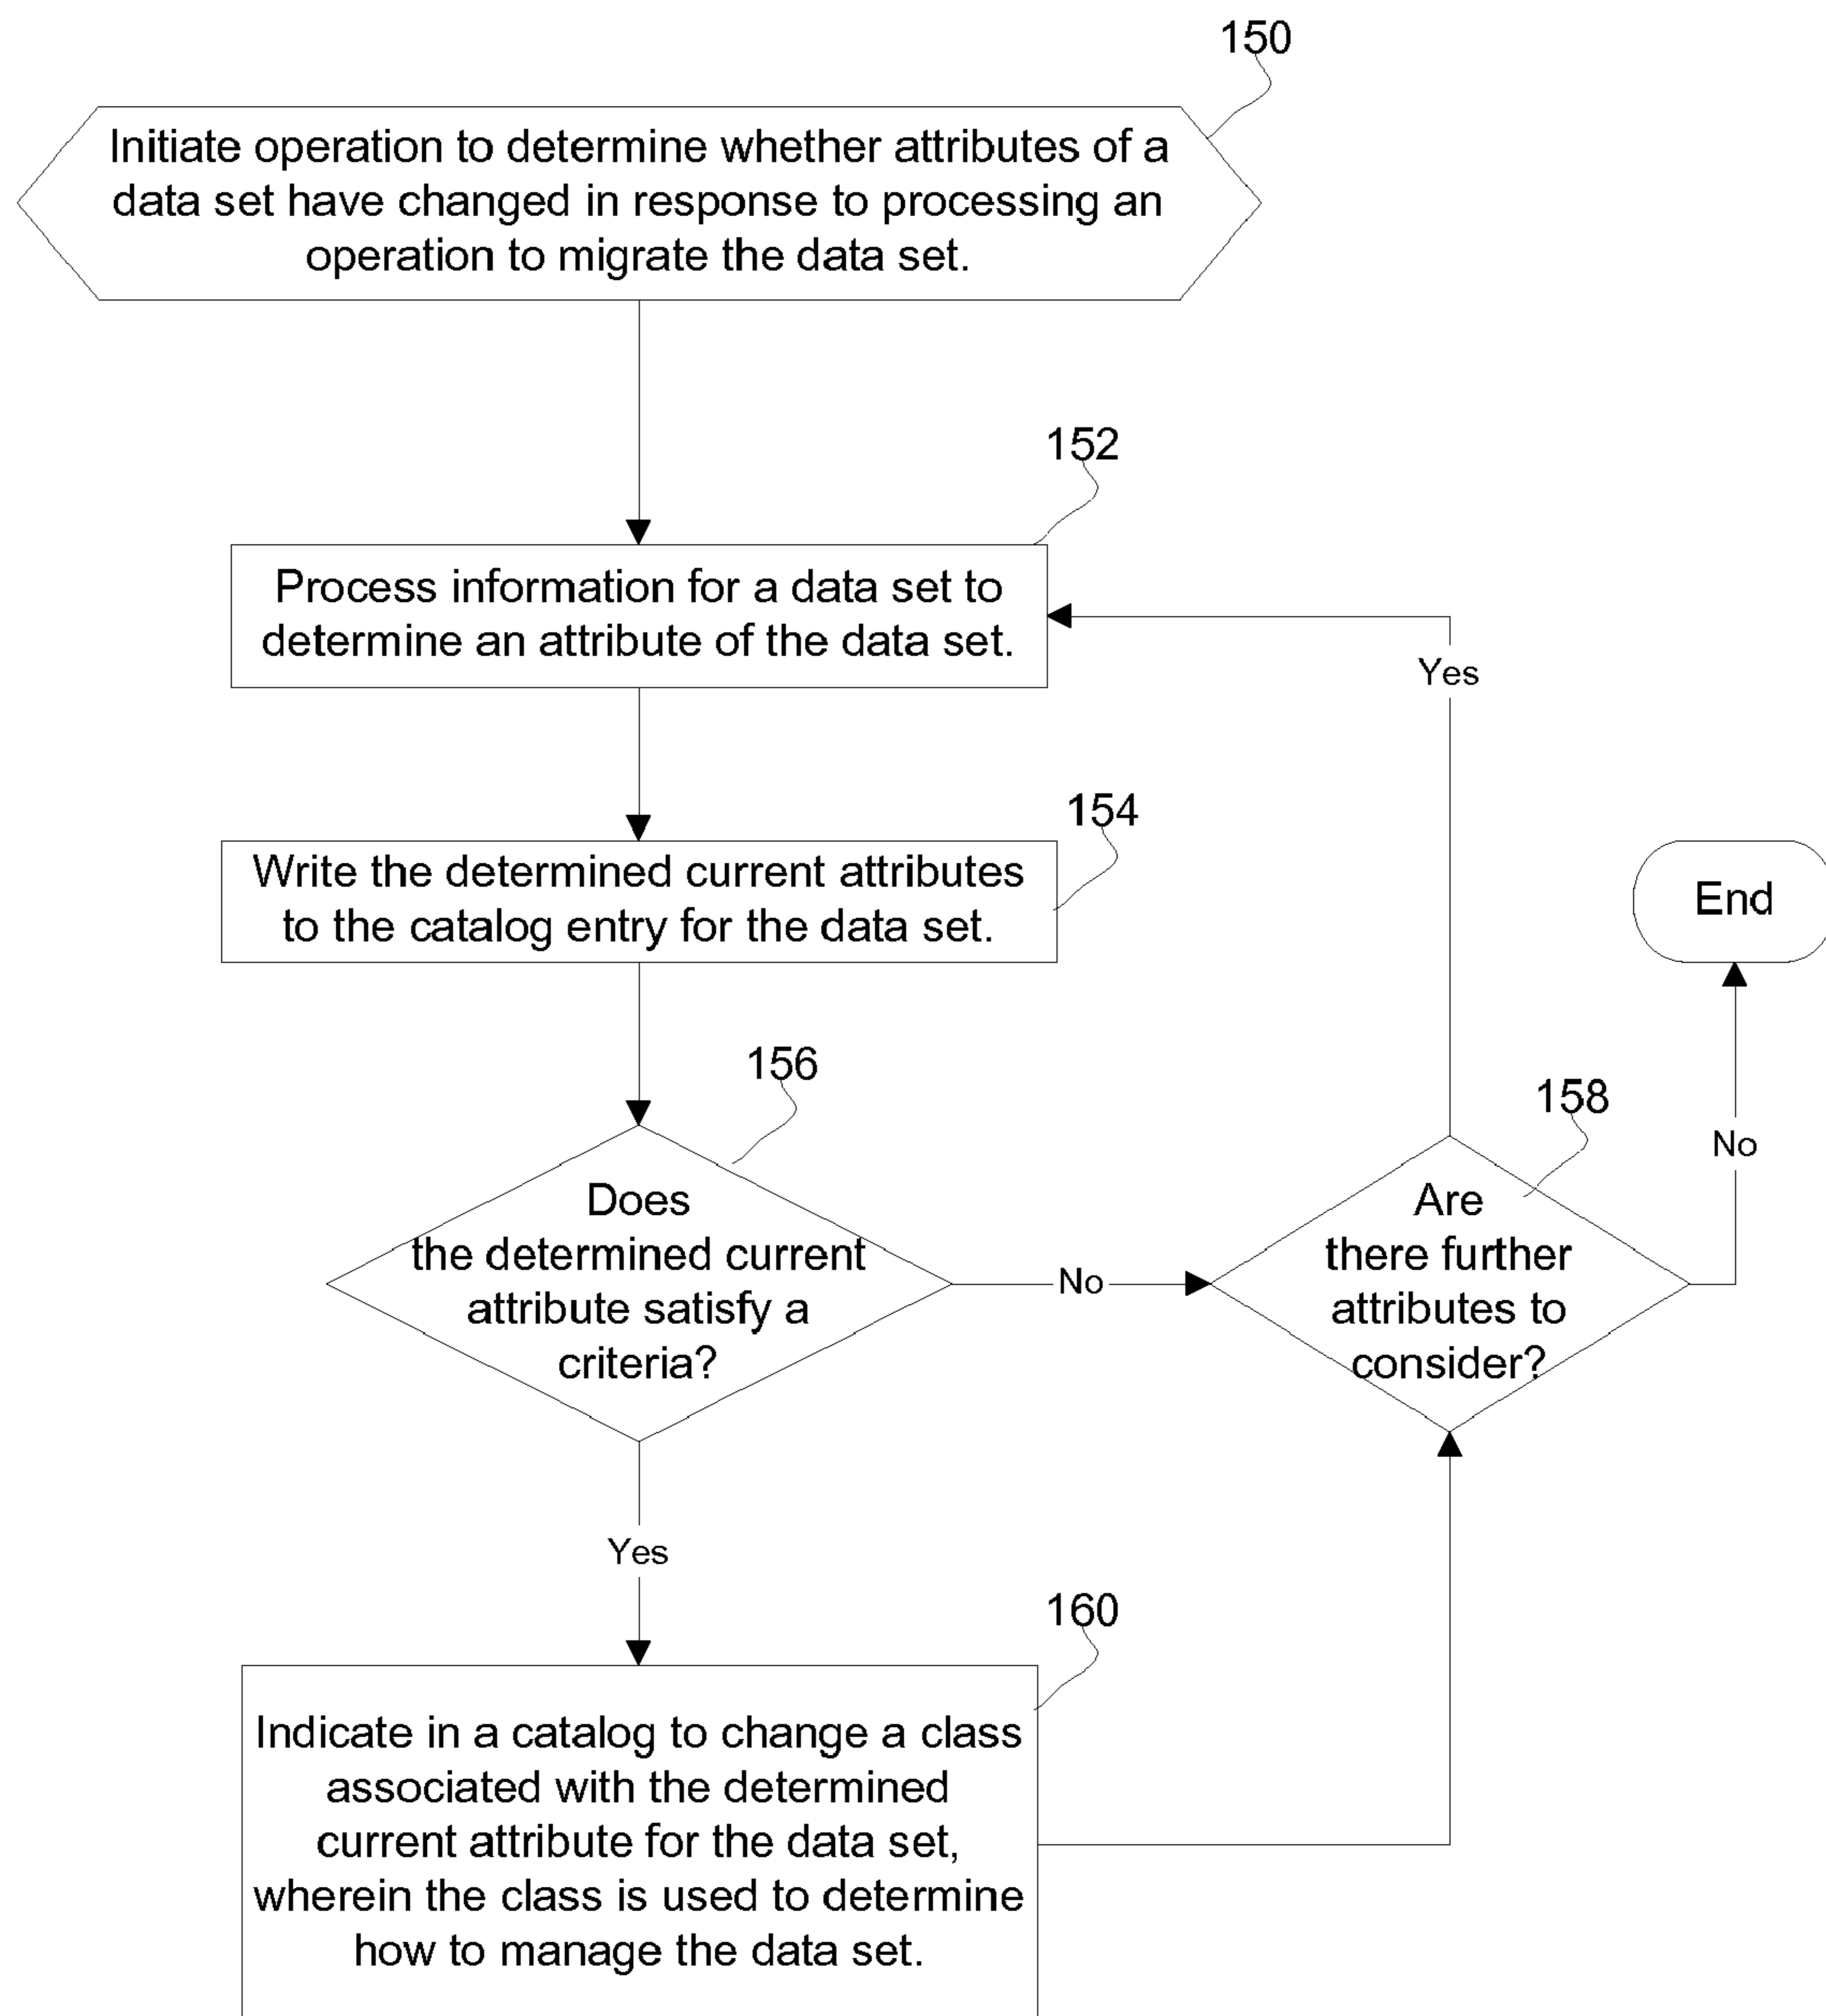 150
Initiate operation to determine whether attributes of a
data set have changed in response to processing an
operation to migrate the data set.
152
Process information for a data set to
determine an attribute of the data set.
Yes
154
Write the determined current attributes
to the catalog entry for the data set.
End
156
Does
the determined current
attribute satisfy a
criteria?
No
158
Are
there further
attributes to
consider?
No
Yes
160
Indicate in a catalog to change a class
associated with the determined
current attribute for the data set,
wherein the class is used to determine
how to manage the data set.